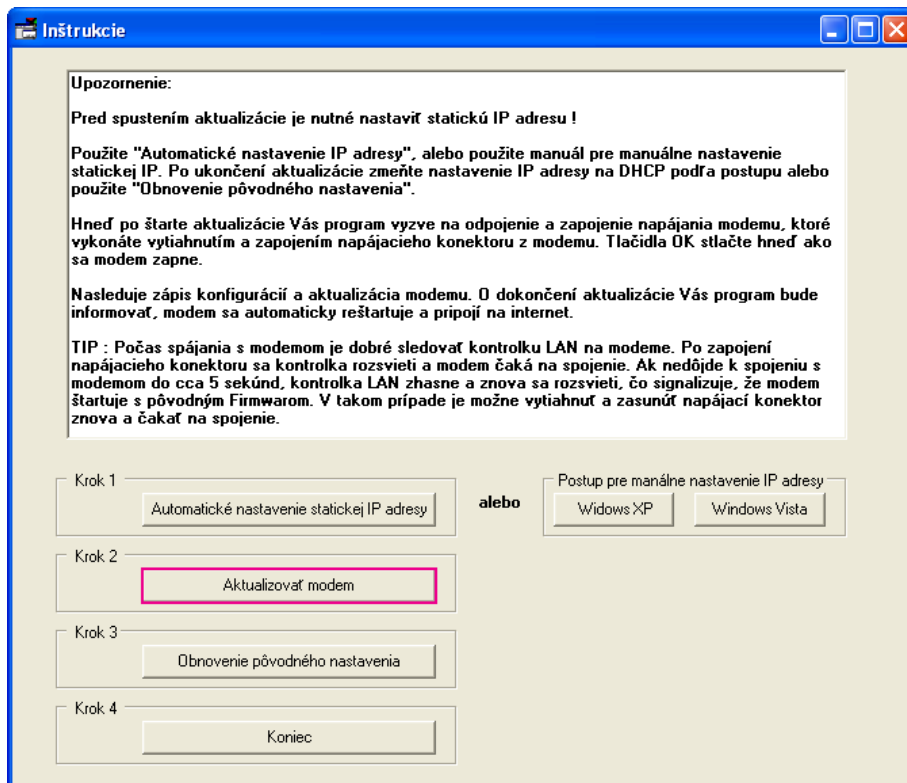 Inštrukcie
Upozornenie:
Pred spustením aktualizácie je nutné nastaviť statickú IP adresu !
Použite "Automatické nastavenie IP adresy", alebo použite manuál pre manuálne nastavenie
statickej IP. Po ukončení aktualizácie zmeňte nastavenie IP adresy na DHCP podľa postupu alebo
použite "Obnovenie pôvodného nastavenia".
Hneď po štarte aktualizácie Vás program vyzve na odpojenie a zapojenie napájania modemu, ktoré
vykonáte vytiahnutím a zapojením napájacieho konektoru z modemu. Tlačidla OK stlačte hneď ako
sa modem zapne.
Nasleduje zápis konfigurácií a aktualizácia modemu. O dokončení aktualizácie Vás program bude
informovať, modem sa automaticky reštartuje a pripojí na internet.
TIP : Počas spájania s modemom je dobré sledovať kontrolku LAN na modeme. Po zapojení
napájacieho konektoru sa kontrolka rozsvieti a modem čaká na spojenie. Ak nedôjde k spojeniu s
modemom do cca 5 sekúnd, kontrolka LAN zhasne a znova sa rozsvieti, čo signalizuje, že modem
štartuje s pôvodným Firmwarom. V takom prípade je možne vytiahnuť a zasunúť napájací konektor
znova a čakať na spojenie.
Krok 1
Automatické nastavenie statickej IP adresy
alebo
Postup pre manálne nastavenie IP adresy
Widows XP
Windows Vista
Krok 2
Aktualizovať modem
Krok 3
Obnovenie pôvodného nastavenia
Krok 4
Koniec